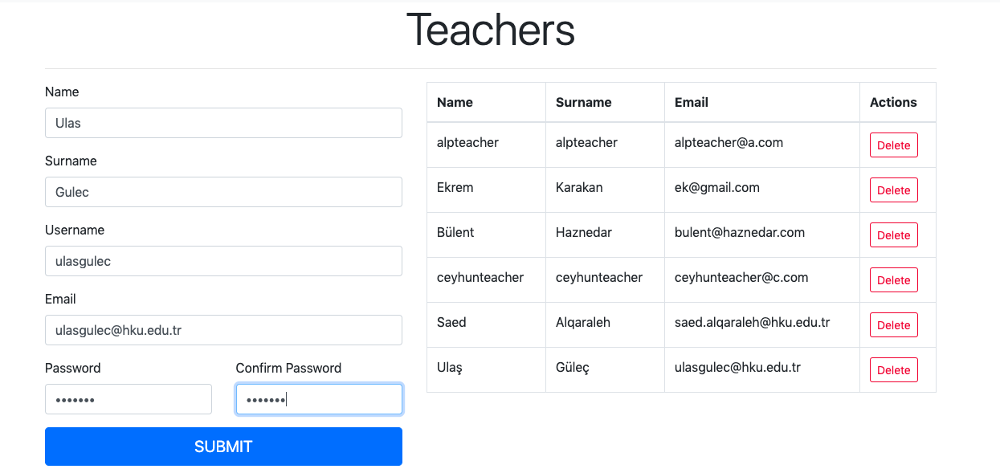 Teachers
Name
Ulas
Surname
Gulec
Username
ulasgulec
Email
ulasgulec@hku.edu.tr
Password Confirm Password
••••••• •••••••
SUBMIT
Name Surname Email Actions
alpteacher alpteacher alpteacher@a.com Delete
Ekrem Karakan ek@gmail.com Delete
Bülent Haznedar bulent@haznedar.com Delete
ceyhunteacher ceyhunteacher ceyhunteacher@c.com Delete
Saed Alqaraleh saed.alqaraleh@hku.edu.tr Delete
Ulaş Güleç ulasgulec@hku.edu.tr Delete